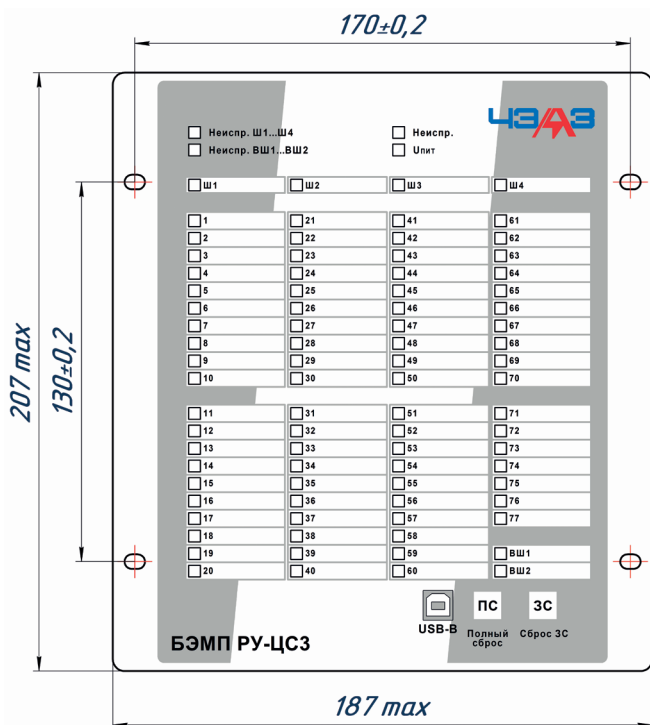 170±0,2
ЧЭАЗ
Неиспр. Ш1...Ш4 Неиспр.
Неиспр. ВШ1...ВШ2 Uпит
Ш1 Ш2 Ш3 Ш4
1 21 41 61
2 22 42 62
3 23 43 63
4 24 44 64
5 25 45 65
6 26 46 66
7 27 47 67
8 28 48 68
9 29 49 69
10 30 50 70
11 31 51 71
12 32 52 72
13 33 53 73
14 34 54 74
15 35 55 75
16 36 56 76
17 37 57 77
18 38 58
19 39 59 ВШ1
20 40 60 ВШ2
207 max
130±0,2
ПС ЗС
USB-B Полный сброс Сброс ЗС
БЭМП РУ-ЦС3
187 max